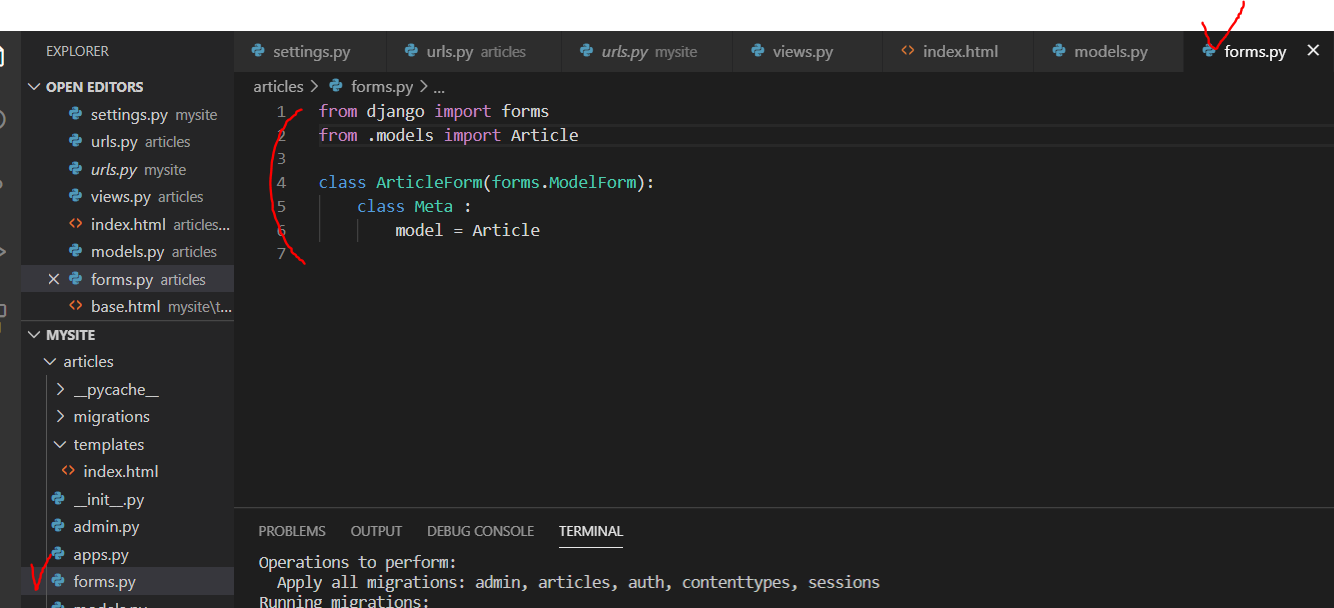 EXPLORER
OPEN EDITORS
settings.py mysite
urls.py articles
urls.py mysite
views.py articles
index.html articles...
models.py articles
forms.py articles
base.html mysite\t...
MYSITE
articles
__pycache__
migrations
templates
index.html
__init__.py
admin.py
apps.py
forms.py
models.py
settings.py
urls.py articles
urls.py mysite
views.py
index.html
models.py
forms.py
articles > forms.py > ...
1 from django import forms
2 from .models import Article
3
4 class ArticleForm(forms.ModelForm):
5 class Meta :
6 model = Article
7
PROBLEMS OUTPUT DEBUG CONSOLE TERMINAL
Operations to perform:
Apply all migrations: admin, articles, auth, contenttypes, sessions
Running migrations: